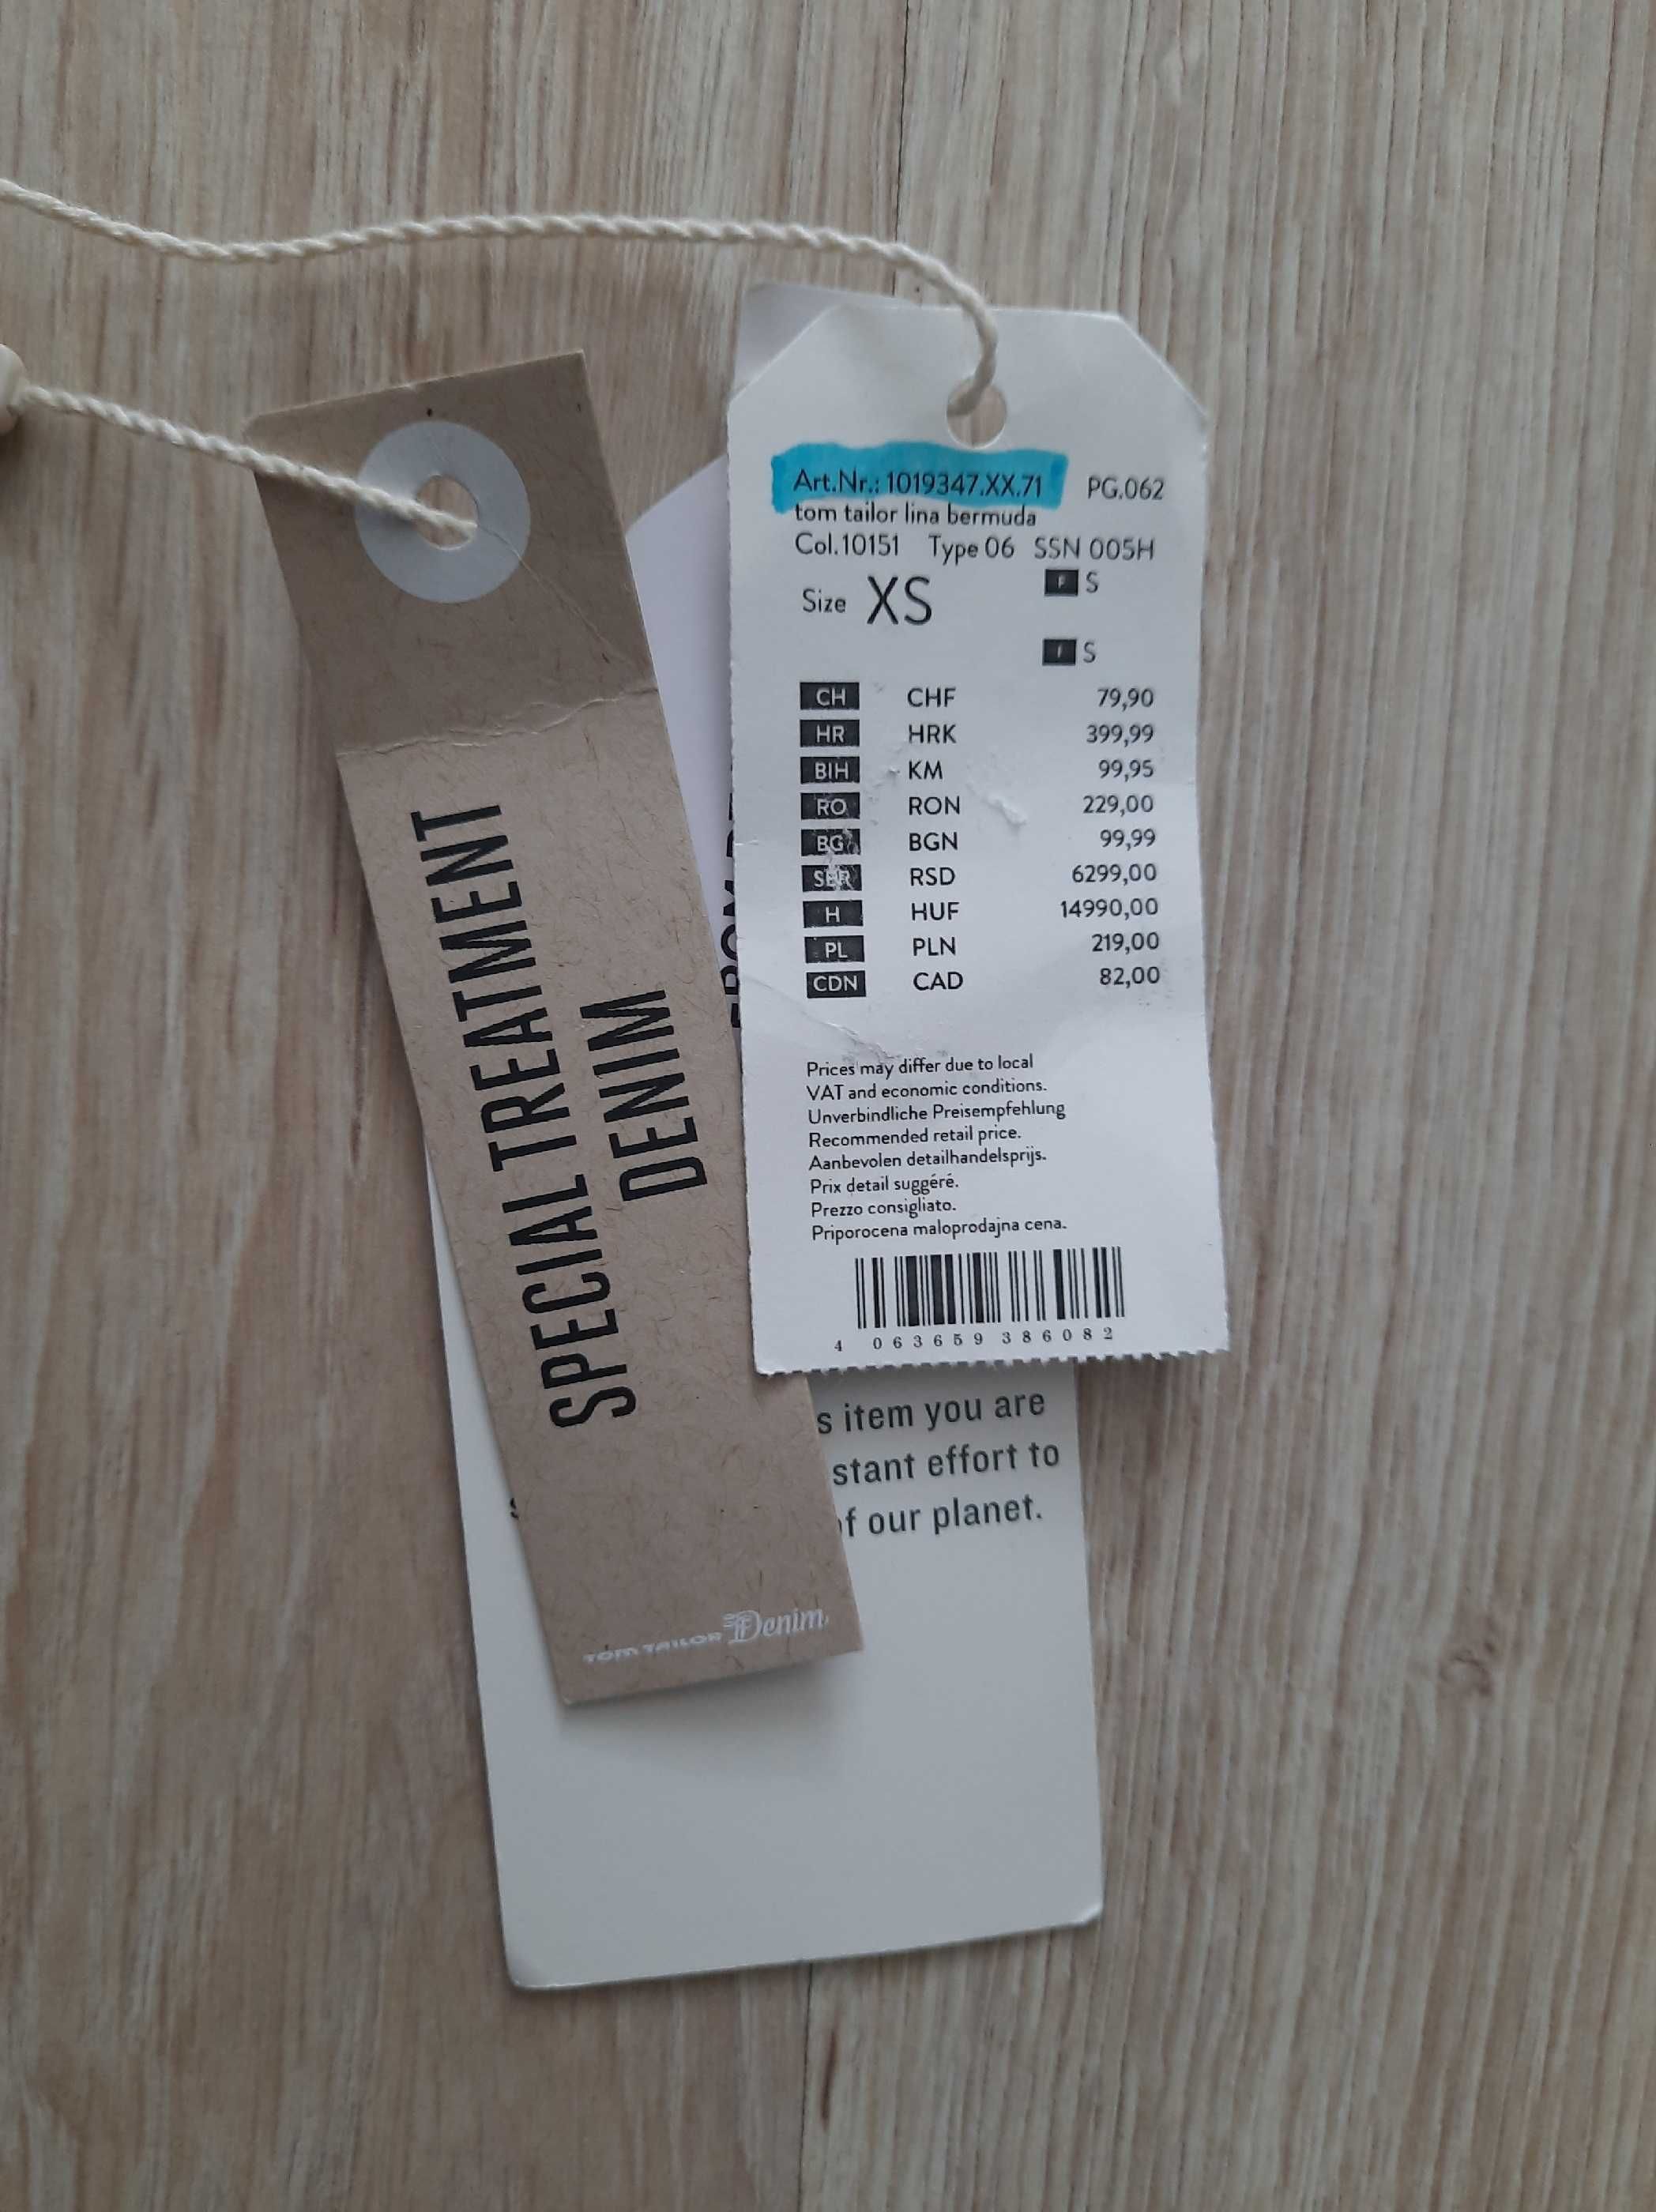 Art.Nr.: 1019347.XX.71 PG.062
tom tailor lina bermuda
Col.10151 Type 06 SSN 005H
Size XS
F S
I S
CH CHF 79,90
HR HRK 399,99
BIH KM 99,95
RO RON 229,00
BG BGN 99,99
SER RSD 6299,00
H HUF 14990,00
PL PLN 219,00
CDN CAD 82,00
Prices may differ due to local
VAT and economic conditions.
Unverbindliche Preisempfehlung
Recommended retail price.
Aanbevolen detailhandelsprijs.
Prix detail suggéré.
Prezzo consigliato.
Priporocena maloprodajna cena.
4 063659 386082
SPECIAL TREATMENT
DENIM
TOM TAILOR Denim
item you are
effort to
of our planet.